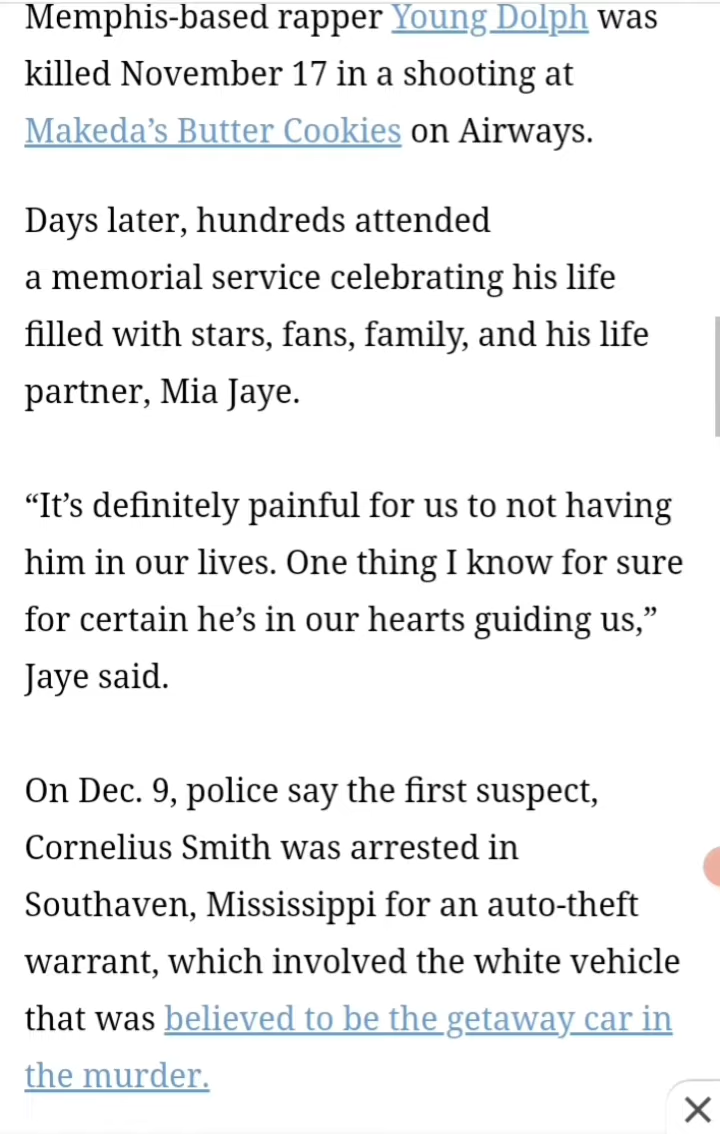 Memphis-based rapper Young Dolph was
killed November 17 in a shooting at
Makeda’s Butter Cookies on Airways.
Days later, hundreds attended
a memorial service celebrating his life
filled with stars, fans, family, and his life
partner, Mia Jaye.
“It’s definitely painful for us to not having
him in our lives. One thing I know for sure
for certain he’s in our hearts guiding us,”
Jaye said.
On Dec. 9, police say the first suspect,
Cornelius Smith was arrested in
Southaven, Mississippi for an auto-theft
warrant, which involved the white vehicle
that was believed to be the getaway car in
the murder.